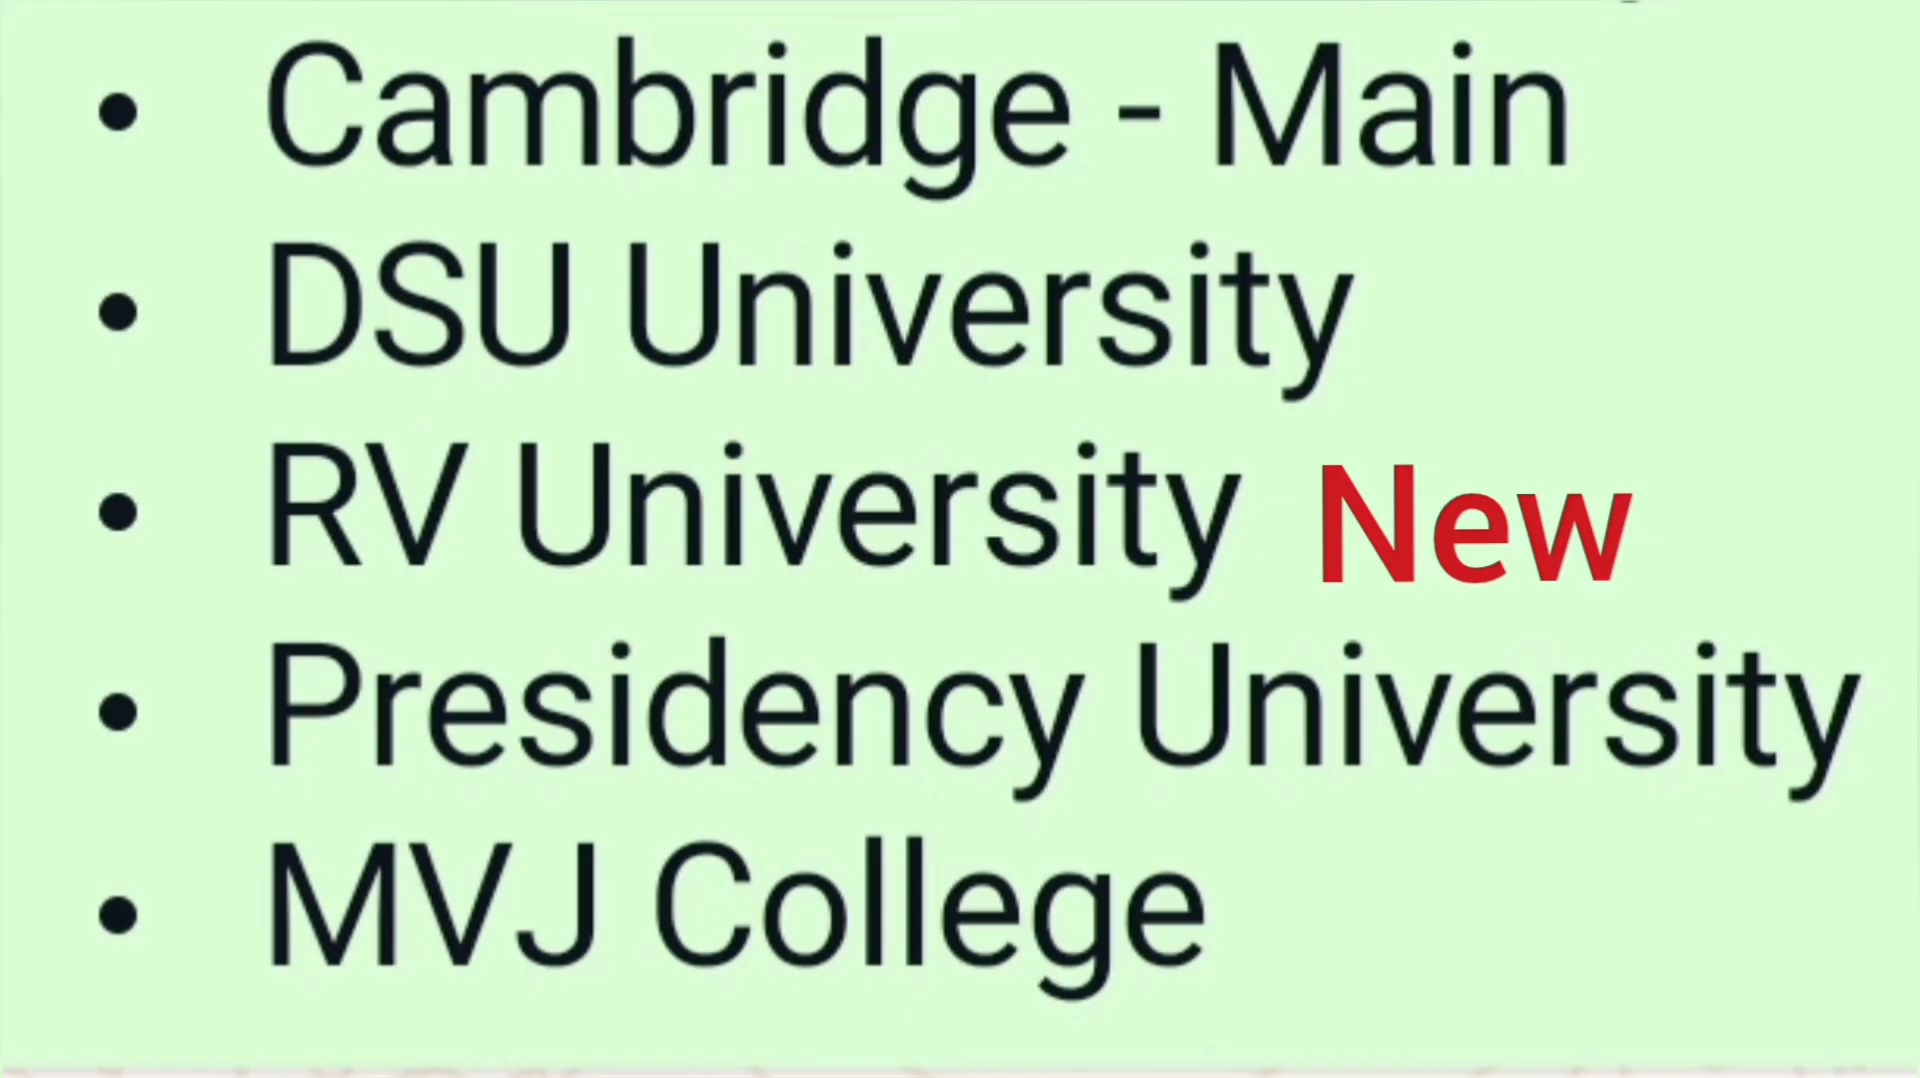 • Cambridge - Main
• DSU University
• RV University New
• Presidency University
• MVJ College